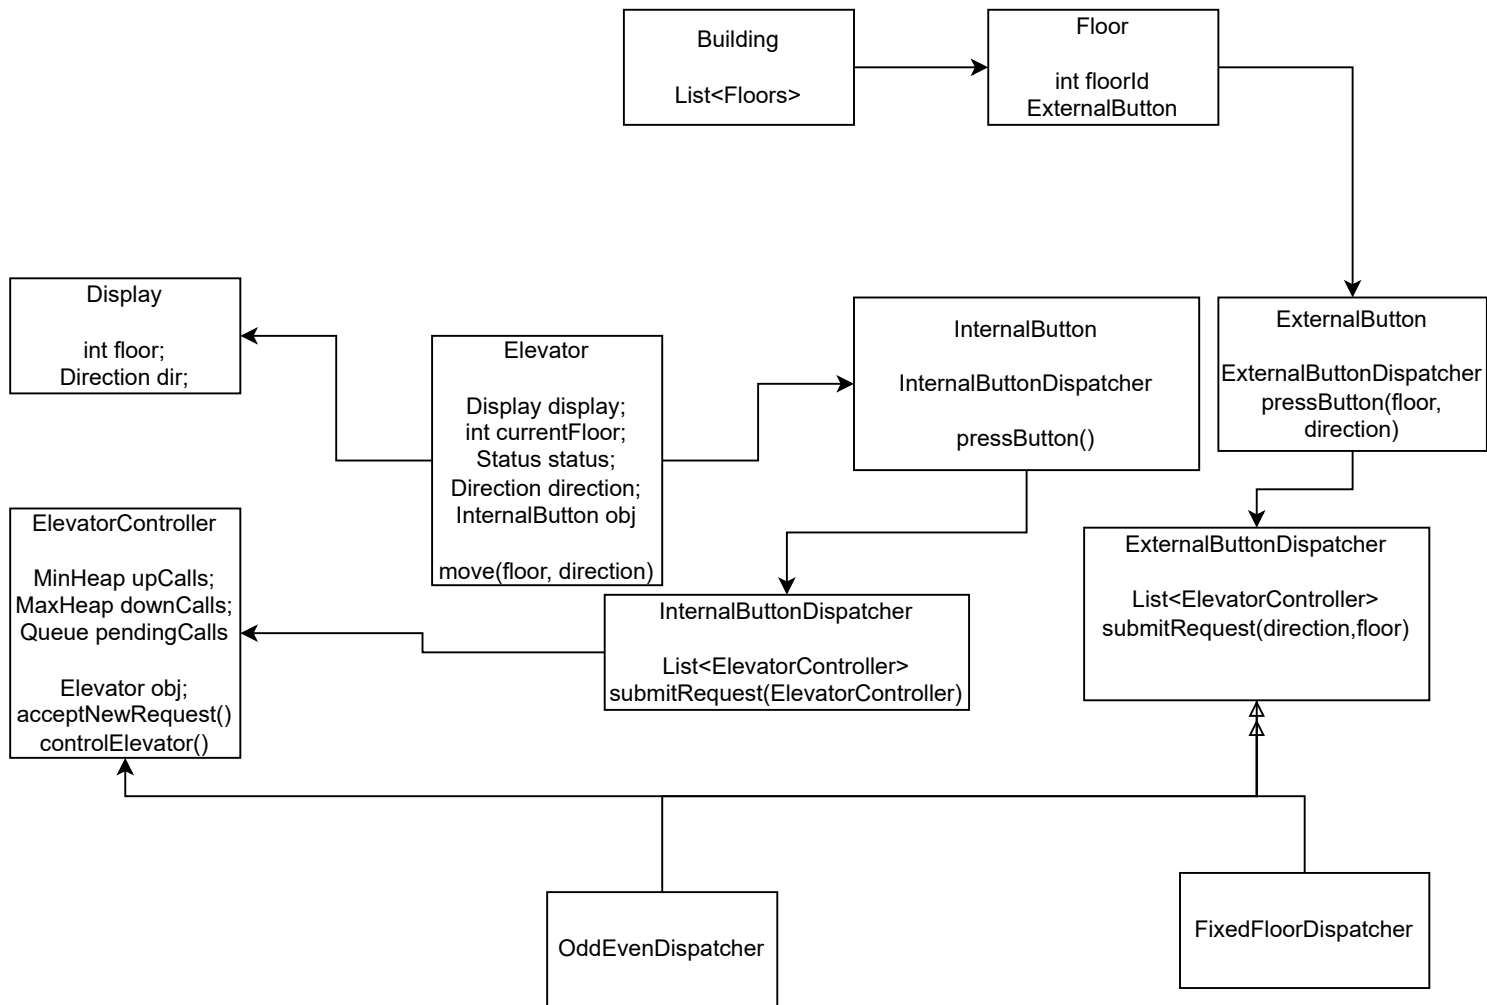 Building
List<Floors>
Floor
int floorId
ExternalButton
Display
int floor;
Direction dir;
Elevator
Display display;
int currentFloor;
Status status;
Direction direction;
InternalButton obj
move(floor, direction)
InternalButton
InternalButtonDispatcher
pressButton()
ExternalButton
ExternalButtonDispatcher
pressButton(floor,
direction)
ElevatorController
MinHeap upCalls;
MaxHeap downCalls;
Queue pendingCalls
Elevator obj;
acceptNewRequest()
controlElevator()
InternalButtonDispatcher
List<ElevatorController>
submitRequest(ElevatorController)
ExternalButtonDispatcher
List<ElevatorController>
submitRequest(direction,floor)
OddEvenDispatcher
FixedFloorDispatcher